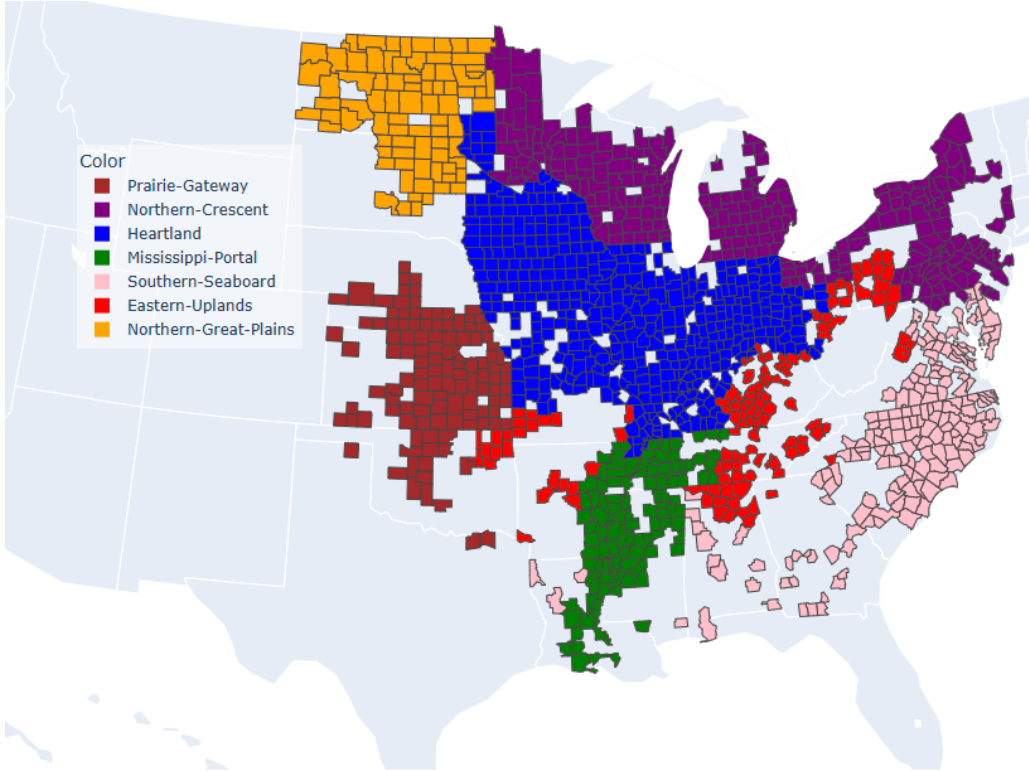 Color
Prairie-Gateway
Northern-Crescent
Heartland
Mississippi-Portal
Southern-Seaboard
Eastern-Uplands
Northern-Great-Plains